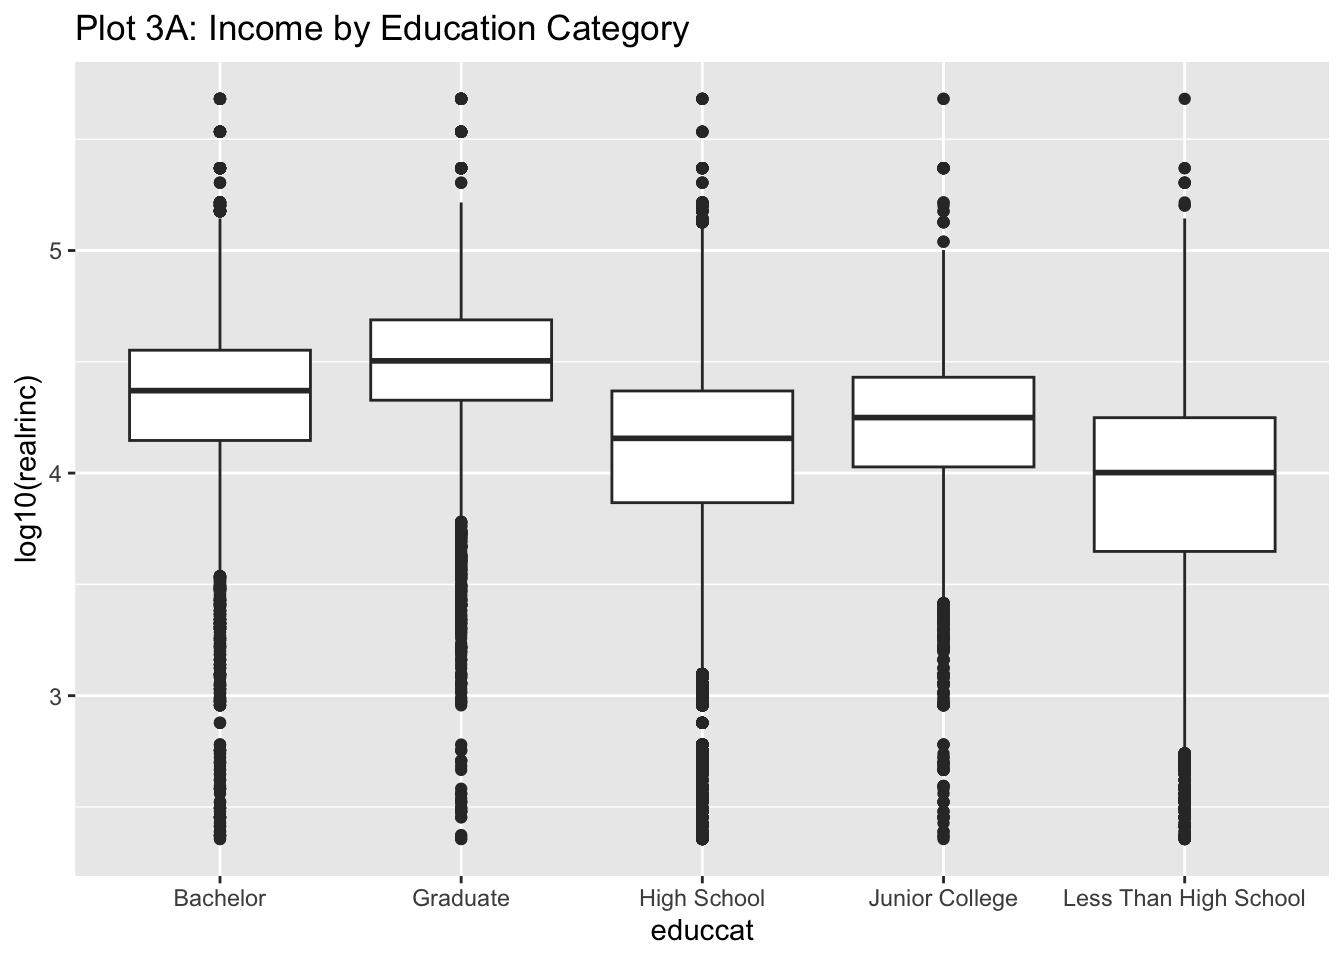 Plot 3A: Income by Education Category
log10(realrinc)
5
4
3
Bachelor Graduate High School Junior College Less Than High School
educcat